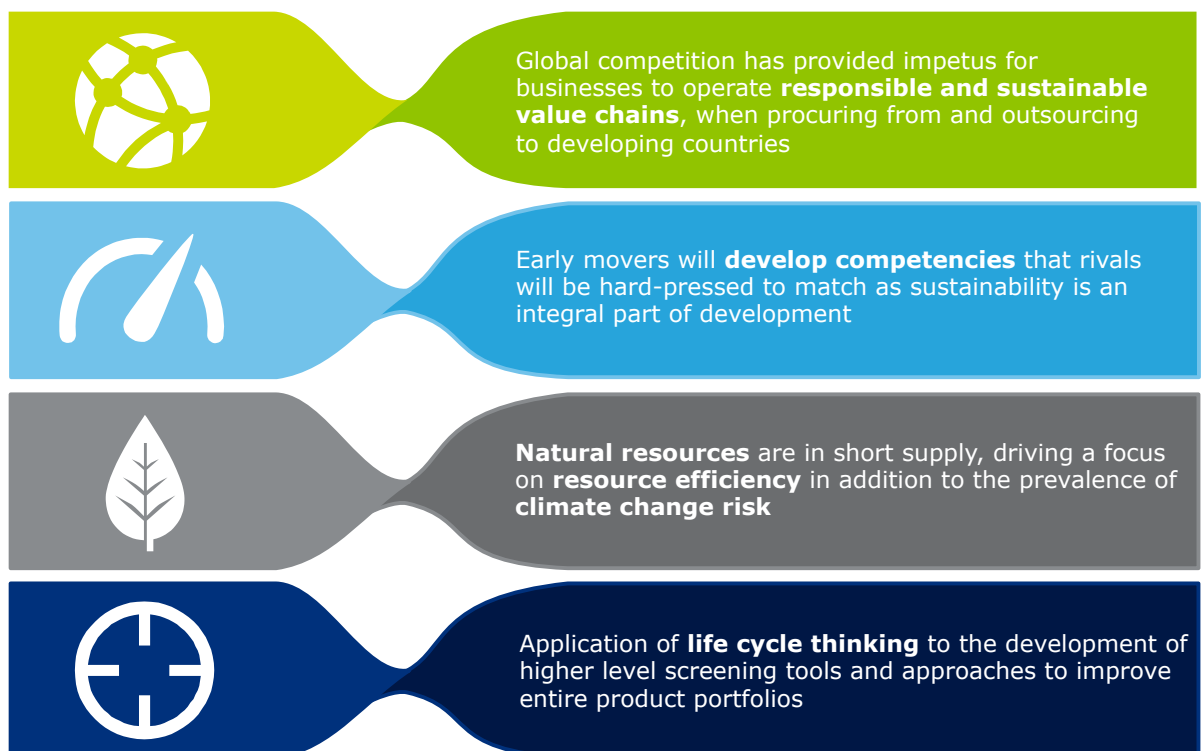 Global competition has provided impetus for
businesses to operate responsible and sustainable
value chains, when procuring from and outsourcing
to developing countries
Early movers will develop competencies that rivals
will be hard-pressed to match as sustainability is an
integral part of development
Natural resources are in short supply, driving a focus
on resource efficiency in addition to the prevalence of
climate change risk
Application of life cycle thinking to the development of
higher level screening tools and approaches to improve
entire product portfolios